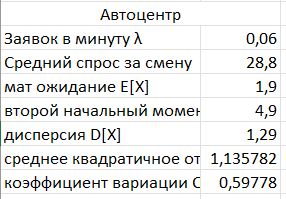 Автоцентр
Заявок в минуту λ 0,06
Средний спрос за смену 28,8
мат ожидание E[X] 1,9
второй начальный момен 4,9
дисперсия D[X] 1,29
среднее квадратичное от 1,135782
коэффициент вариации С 0,59778